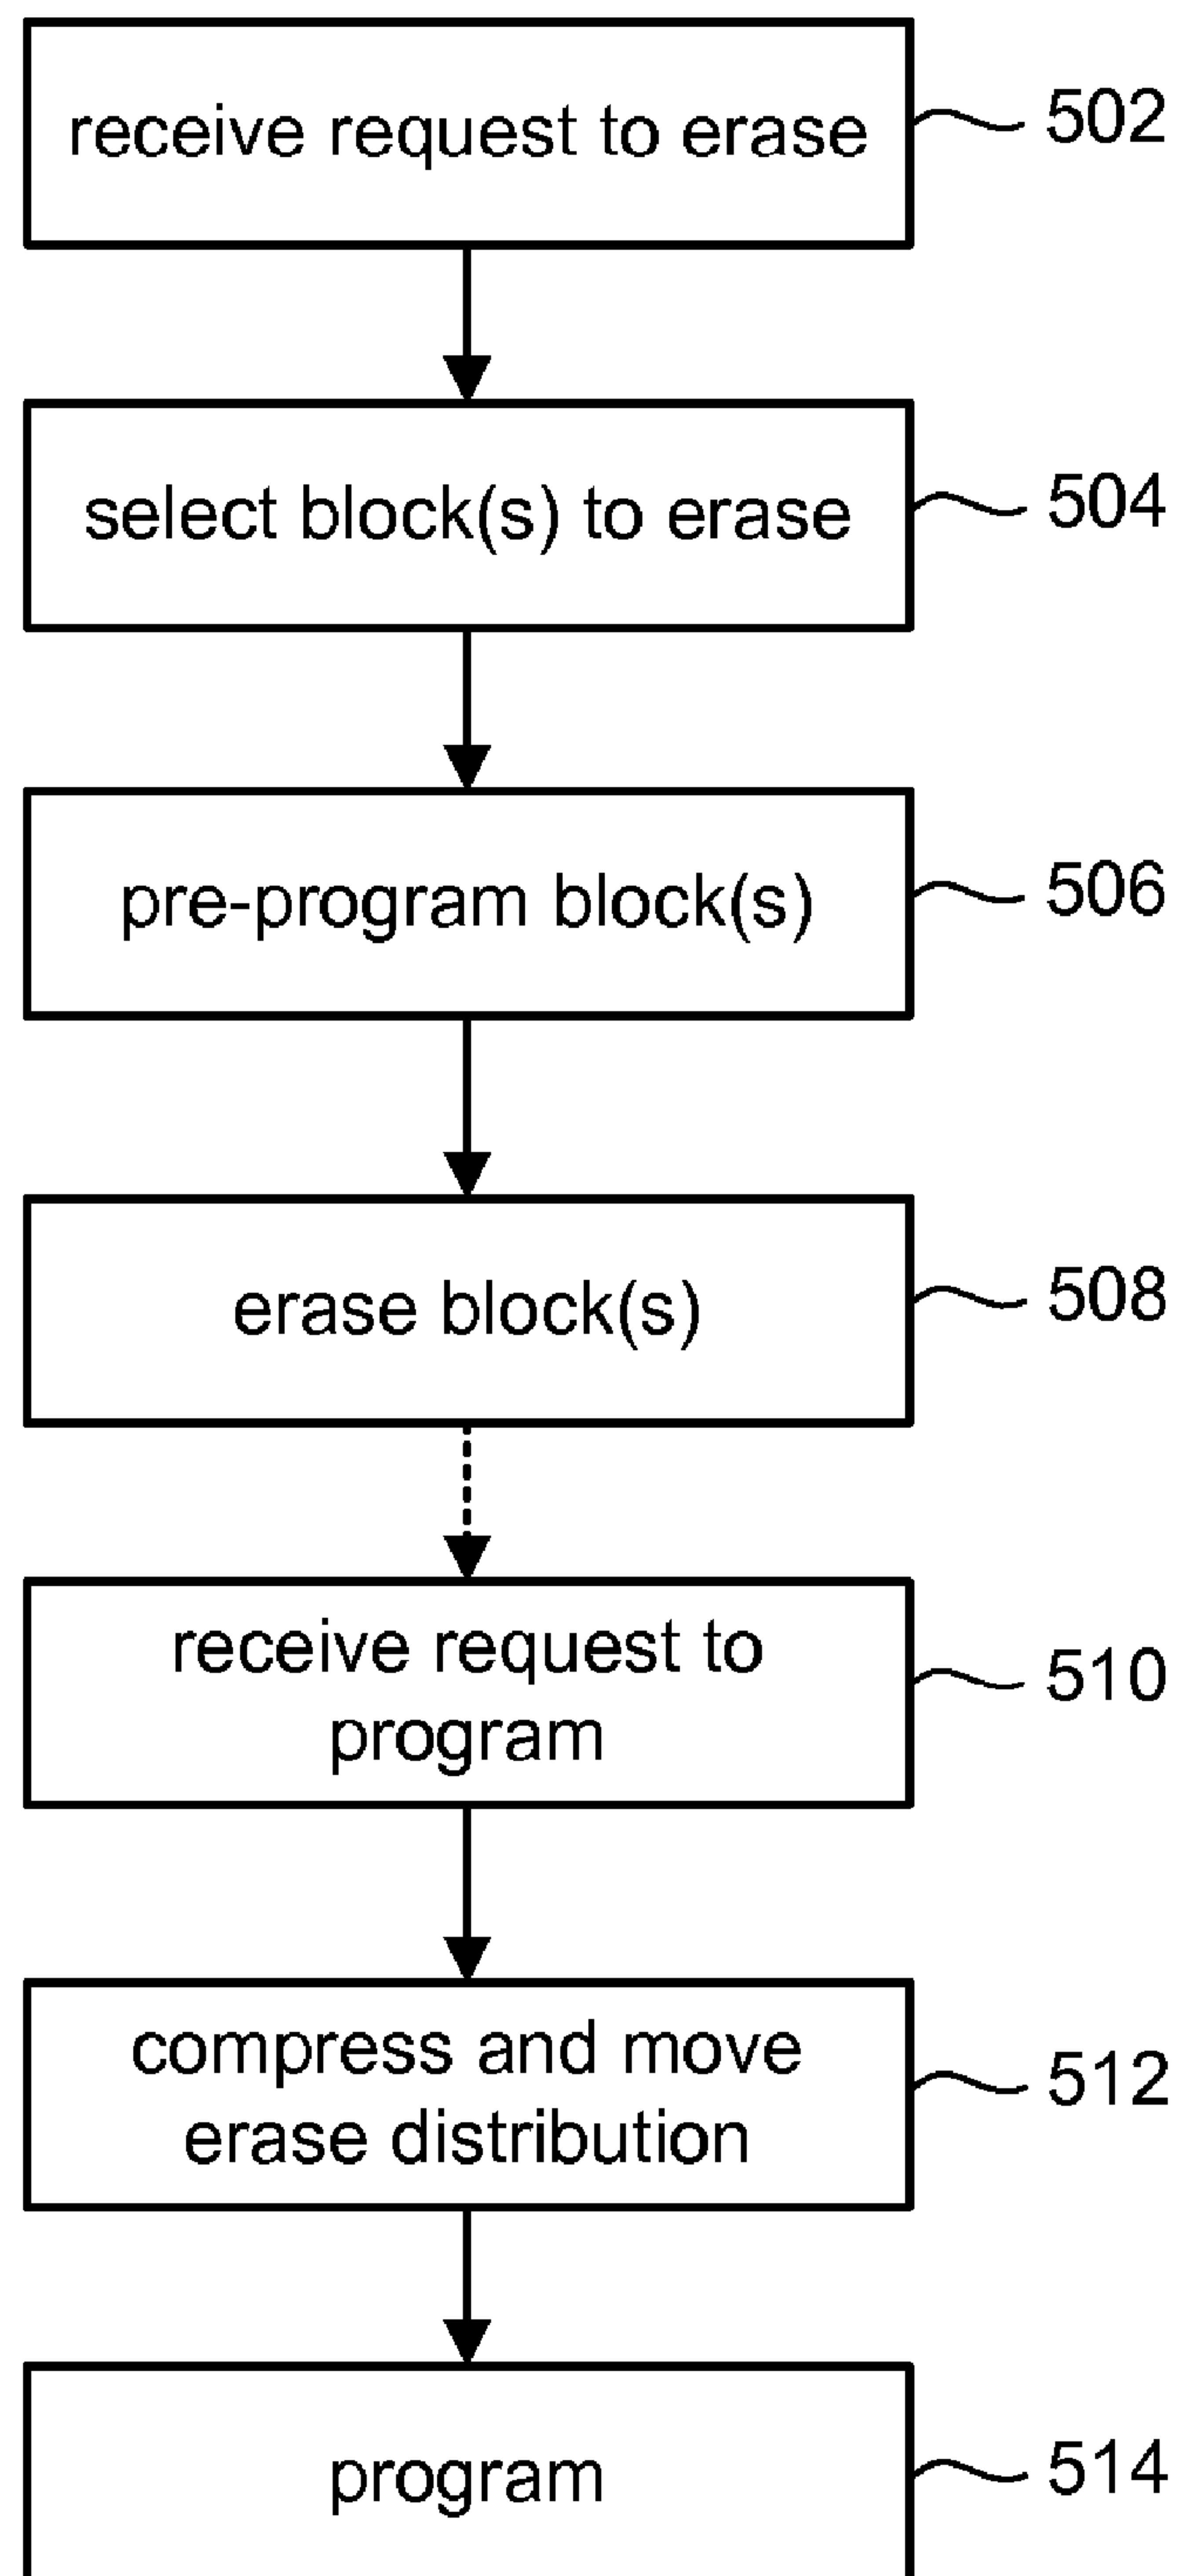 receive request to erase
502
select block(s) to erase
504
pre-program block(s)
506
erase block(s)
508
receive request to
program
510
compress and move
erase distribution
512
program
514